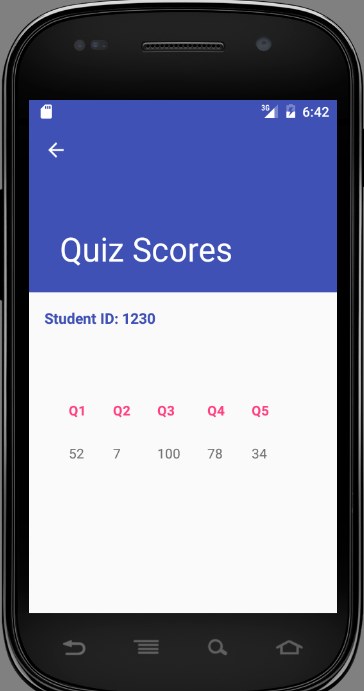 3G 6:42
Quiz Scores
Student ID: 1230
Q1 Q2 Q3 Q4 Q5
52 7 100 78 34